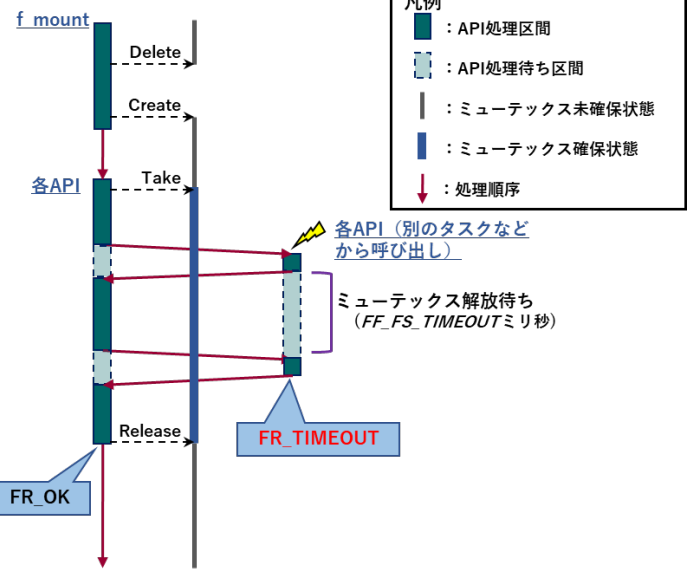 凡例
f_mount
：API処理区間
Delete
：API処理待ち区間
Create
：ミューテックス未確保状態
：ミューテックス確保状態
各API
Take
：処理順序
各API（別のタスクなど
から呼び出し）
ミューテックス解放待ち
（FF_FS_TIMEOUTミリ秒）
Release
FR_TIMEOUT
FR_OK